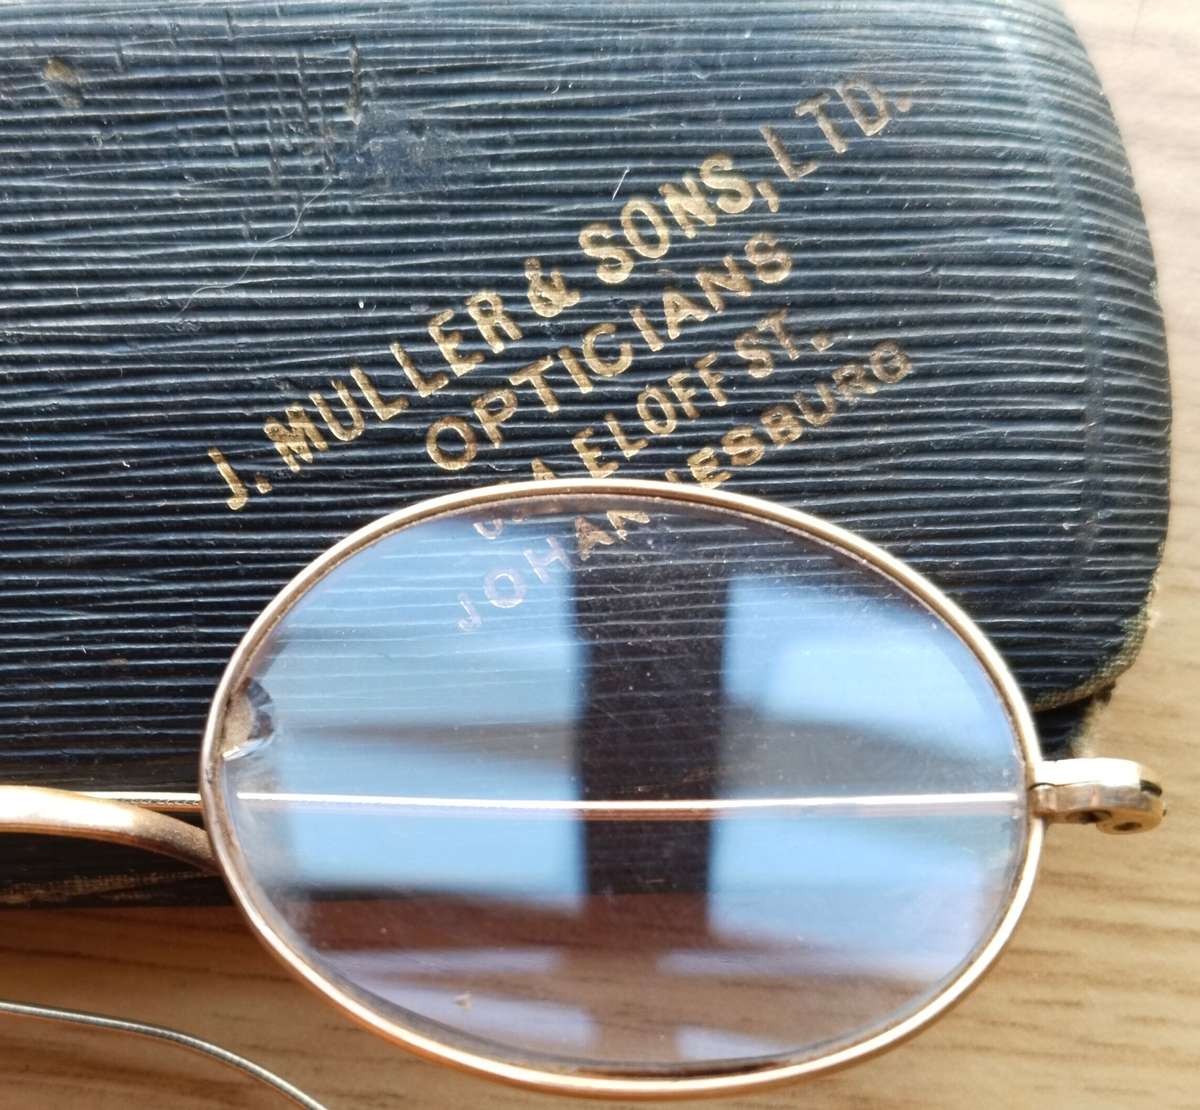 J. MULLER & SONS, LTD.
OPTICIANS
ELOFF ST.
JOHANNESBURG